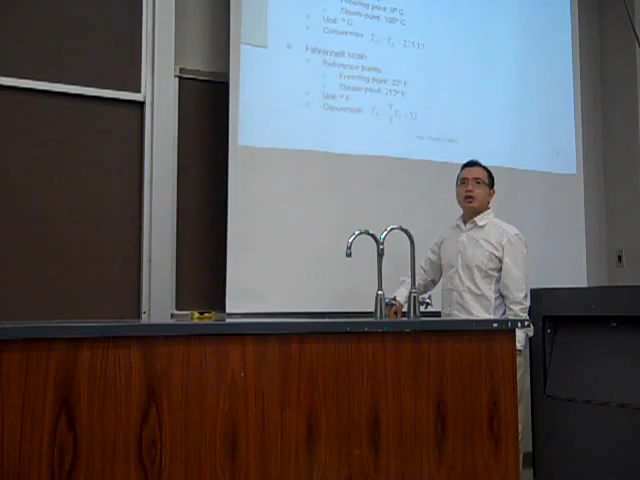 Freezing point: 0° C
Steam point: 100° C
Unit: ° C
Conversion:
Fahrenheit scale
Reference points
Freezing point: 32° F
Steam point: 212° F
Unit: ° F
Conversion: + 32